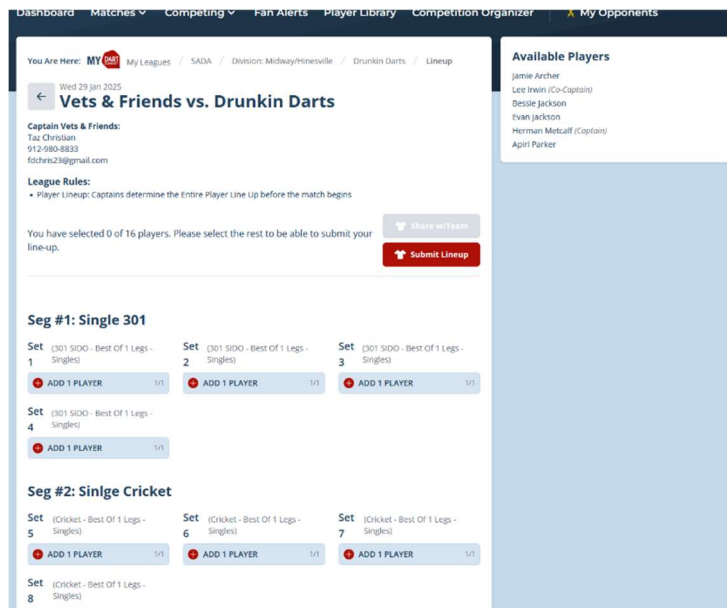 Dashboard Matches Competing Fan Alerts Player Library Competition Organizer My Opponents
You Are Here: MY DART My Leagues / SADA / Division: Midway/Hinesville / Drunkin Darts / Lineup
Wed 29 Jan 2025
Vets & Friends vs. Drunkin Darts
Captain Vets & Friends:
Taz Christian
912-980-8833
fdchris23@gmail.com
League Rules:
• Player Lineup: Captains determine the Entire Player Line Up before the match begins
You have selected 0 of 16 players. Please select the rest to be able to submit your
line-up.
Share w/Team
Submit Lineup
Seg #1: Single 301
Set 1 (301 SIDO - Best Of 1 Legs - Singles)
ADD 1 PLAYER 1/1
Set 2 (301 SIDO - Best Of 1 Legs - Singles)
ADD 1 PLAYER 1/1
Set 3 (301 SIDO - Best Of 1 Legs - Singles)
ADD 1 PLAYER 1/1
Set 4 (301 SIDO - Best Of 1 Legs - Singles)
ADD 1 PLAYER 1/1
Seg #2: Sinlge Cricket
Set 5 (Cricket - Best Of 1 Legs - Singles)
ADD 1 PLAYER 1/1
Set 6 (Cricket - Best Of 1 Legs - Singles)
ADD 1 PLAYER 1/1
Set 7 (Cricket - Best Of 1 Legs - Singles)
ADD 1 PLAYER 1/1
Set 8 (Cricket - Best Of 1 Legs - Singles)
Available Players
Jamie Archer
Lee Irwin (Co-Captain)
Bessie Jackson
Evan Jackson
Herman Metcalf (Captain)
Apirl Parker